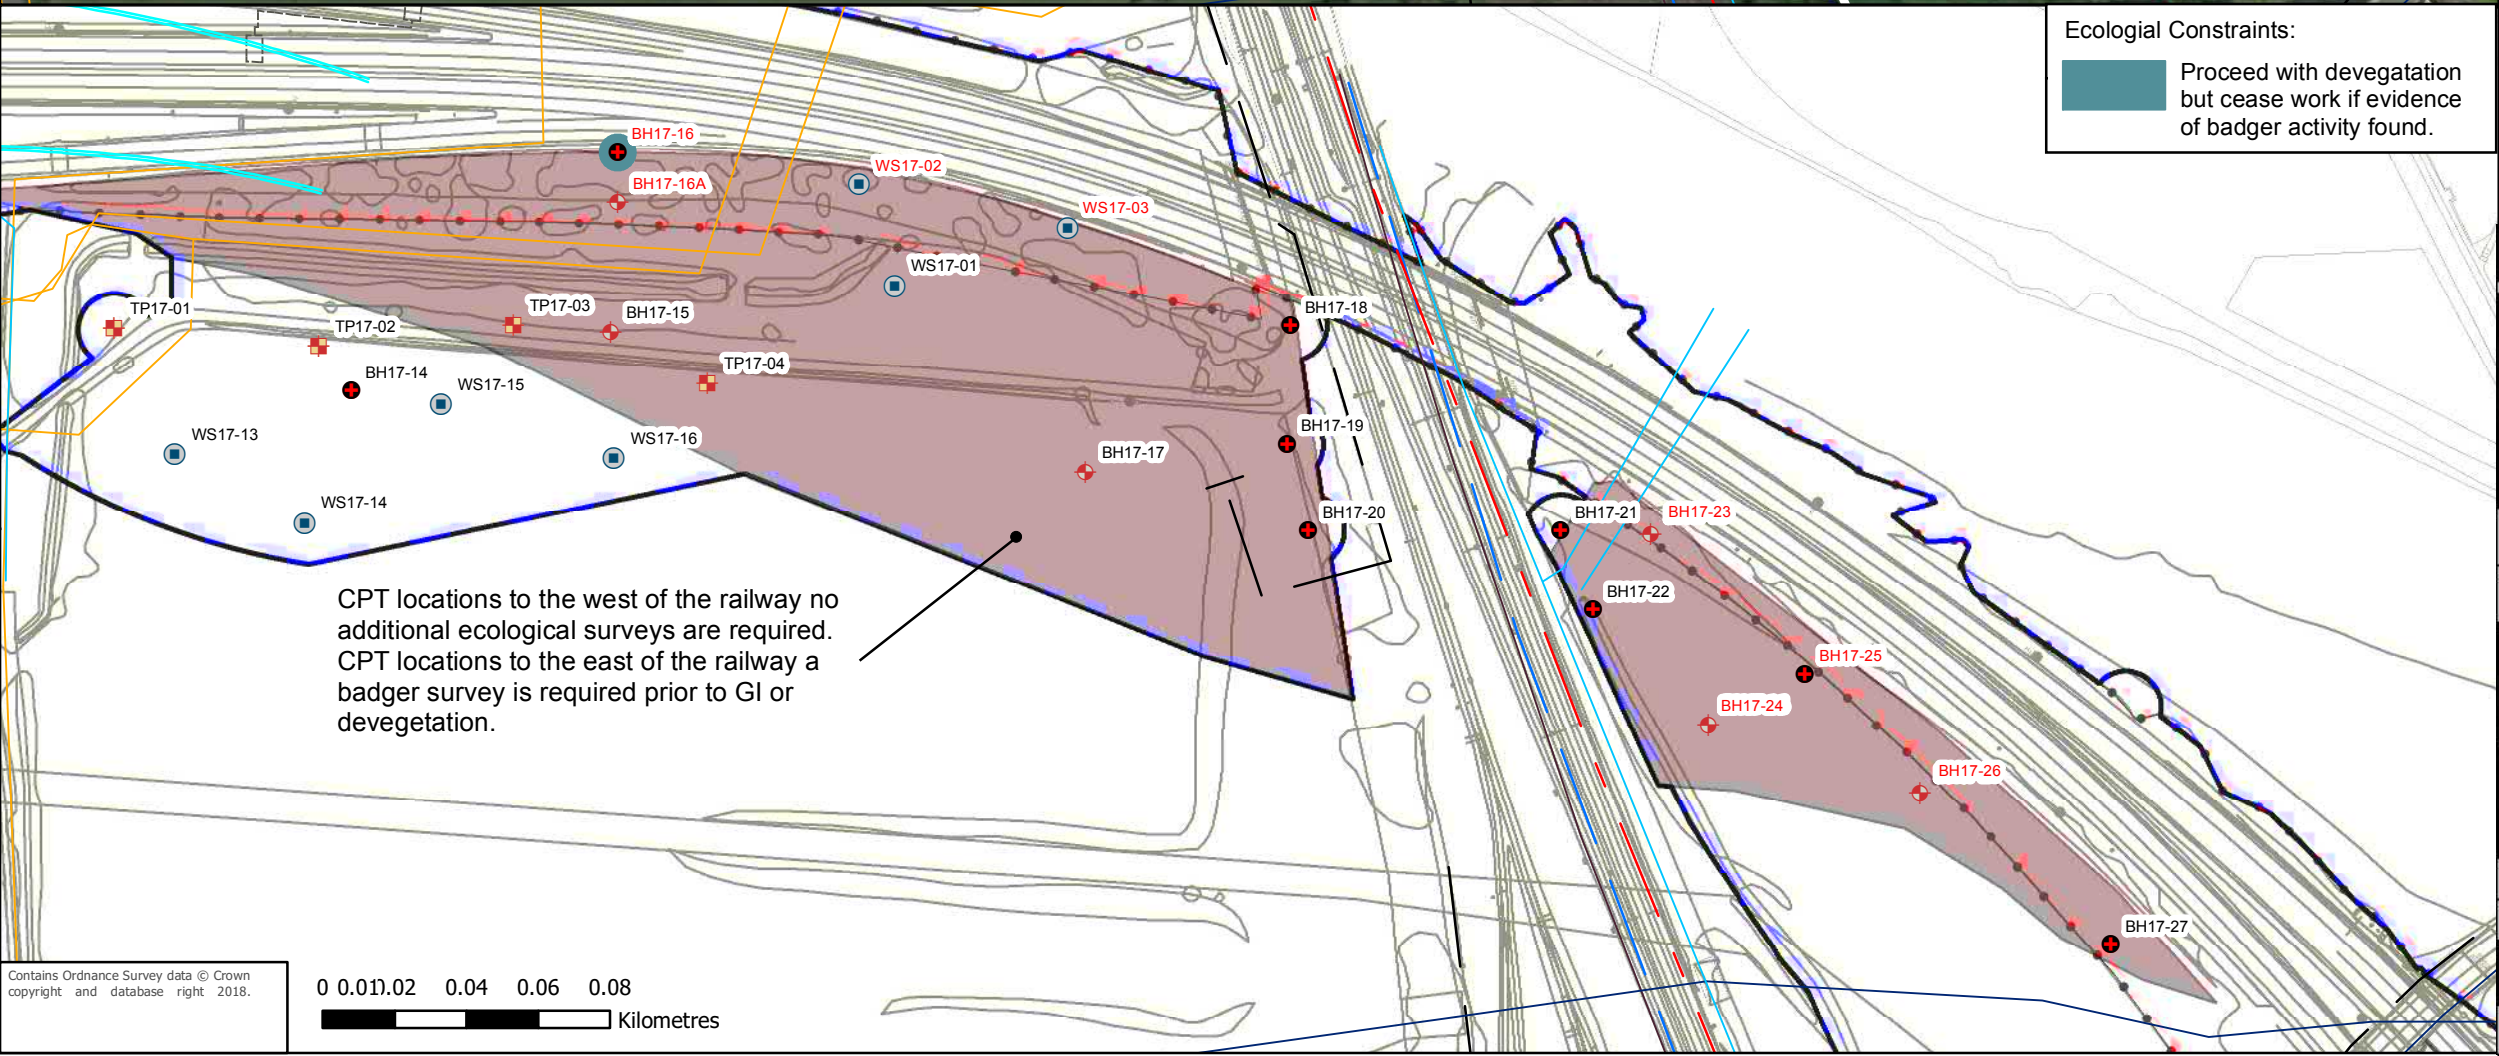 Ecologial Constraints:
Proceed with devegatation
but cease work if evidence
of badger activity found.
BH17-16
BH17-16A
WS17-02
WS17-03
WS17-01
TP17-01
TP17-02
TP17-03
BH17-15
BH17-18
TP17-04
BH17-14
WS17-15
WS17-13
WS17-16
BH17-19
BH17-17
WS17-14
BH17-20
BH17-21
BH17-23
BH17-22
BH17-25
BH17-24
BH17-26
BH17-27
CPT locations to the west of the railway no
additional ecological surveys are required.
CPT locations to the east of the railway a
badger survey is required prior to GI or
devegetation.
Contains Ordnance Survey data © Crown
copyright and database right 2018.
0 0.01 0.02 0.04 0.06 0.08
Kilometres